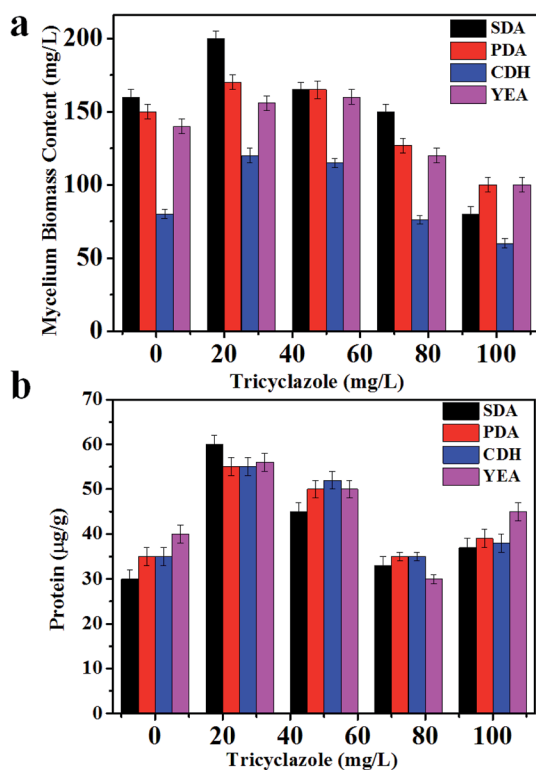 a
Mycelium Biomass Content (mg/L)
200
150
100
50
0
SDA
PDA
CDH
YEA
0 20 40 60 80 100
Tricyclazole (mg/L)
b
Protein (µg/g)
70
60
50
40
30
20
10
0
SDA
PDA
CDH
YEA
0 20 40 60 80 100
Tricyclazole (mg/L)